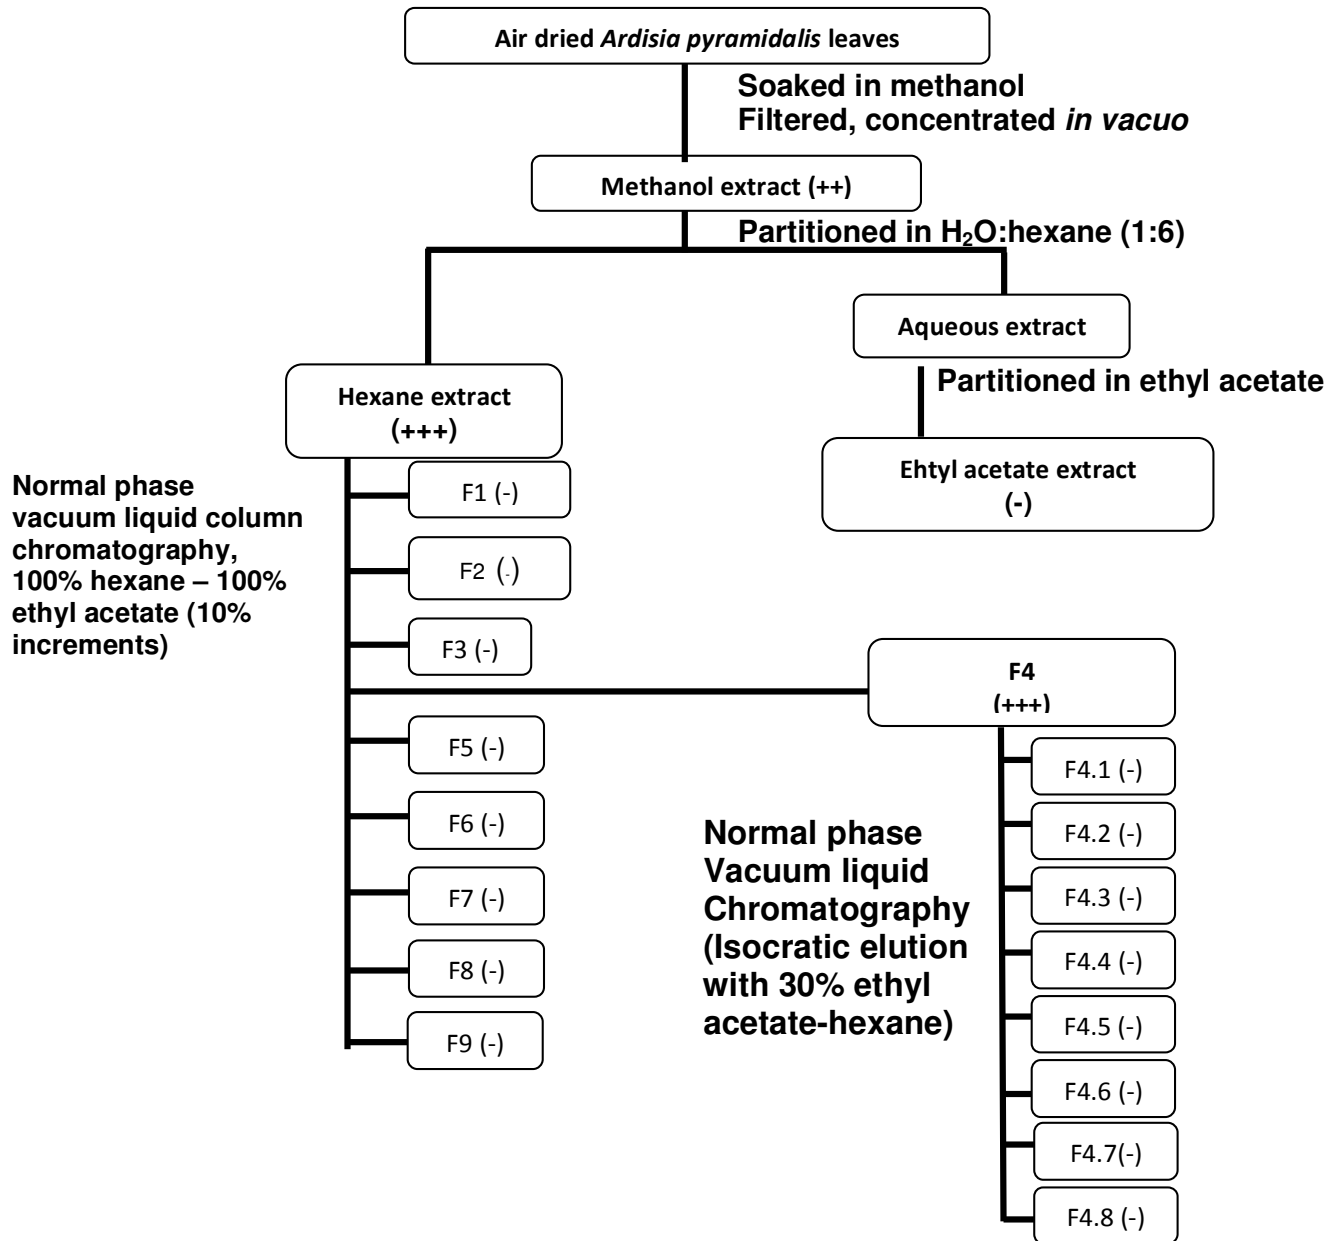 Air dried Ardisia pyramidalis leaves
Soaked in methanol
Filtered, concentrated in vacuo
Methanol extract (++)
Partitioned in H₂O:hexane (1:6)
Aqueous extract
Partitioned in ethyl acetate
Ehtyl acetate extract
(-)
Hexane extract
(+++)
Normal phase
vacuum liquid column
chromatography,
100% hexane – 100%
ethyl acetate (10%
increments)
F1 (-)
F2 (-)
F3 (-)
F4
(+++)
F5 (-)
F6 (-)
F7 (-)
F8 (-)
F9 (-)
Normal phase
Vacuum liquid
Chromatography
(Isocratic elution
with 30% ethyl
acetate-hexane)
F4.1 (-)
F4.2 (-)
F4.3 (-)
F4.4 (-)
F4.5 (-)
F4.6 (-)
F4.7(-)
F4.8 (-)